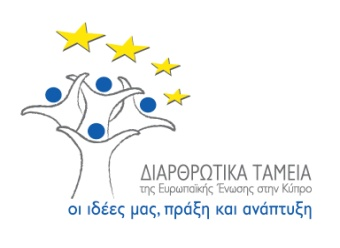 ΔΙΑΡΘΡΩΤΙΚΑ ΤΑΜΕΙΑ
της Ευρωπαϊκής Ένωσης στην Κύπρο
οι ιδέες μας, πράξη και ανάπτυξη